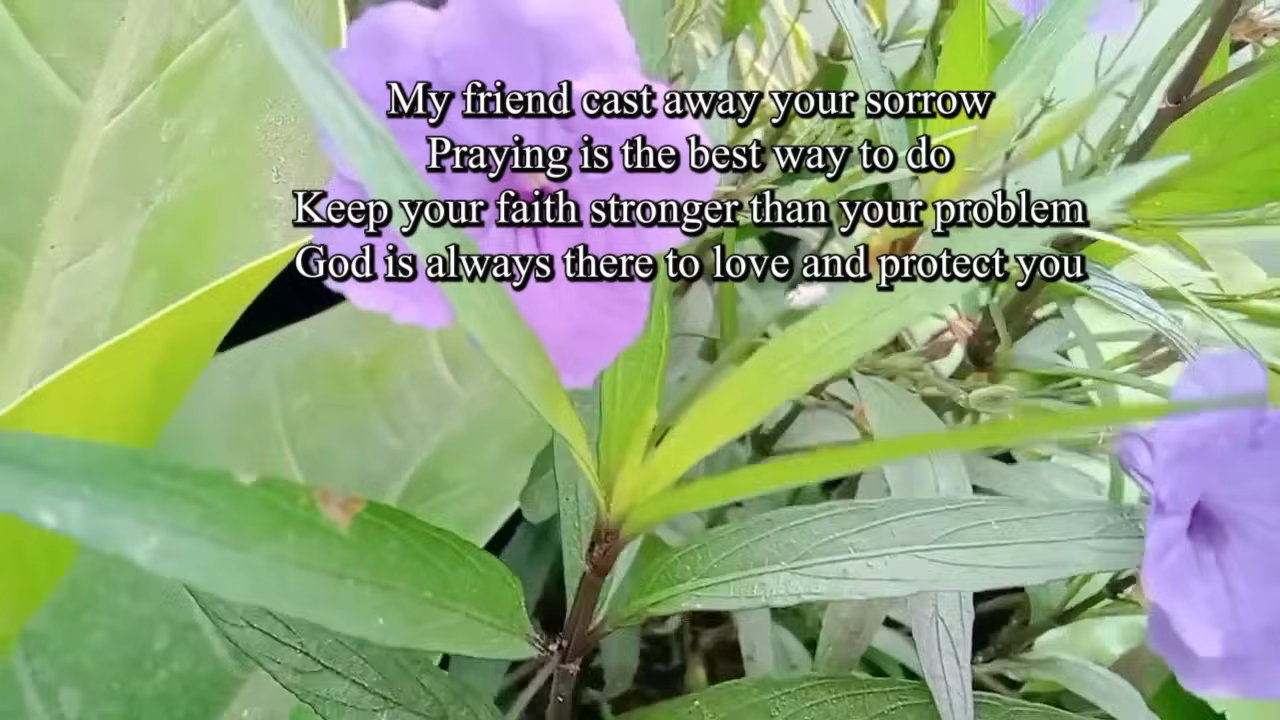 My friend cast away your sorrow
Praying is the best way to do
Keep your faith stronger than your problem
God is always there to love and protect you